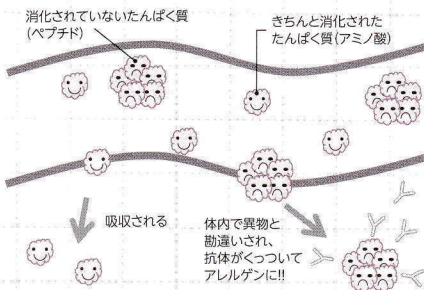 消化されていないたんぱく質
(ペプチド)
きちんと消化された
たんぱく質(アミノ酸)
吸収される
体内で異物と
勘違いされ、
抗体がくっついて
アレルゲンに!!